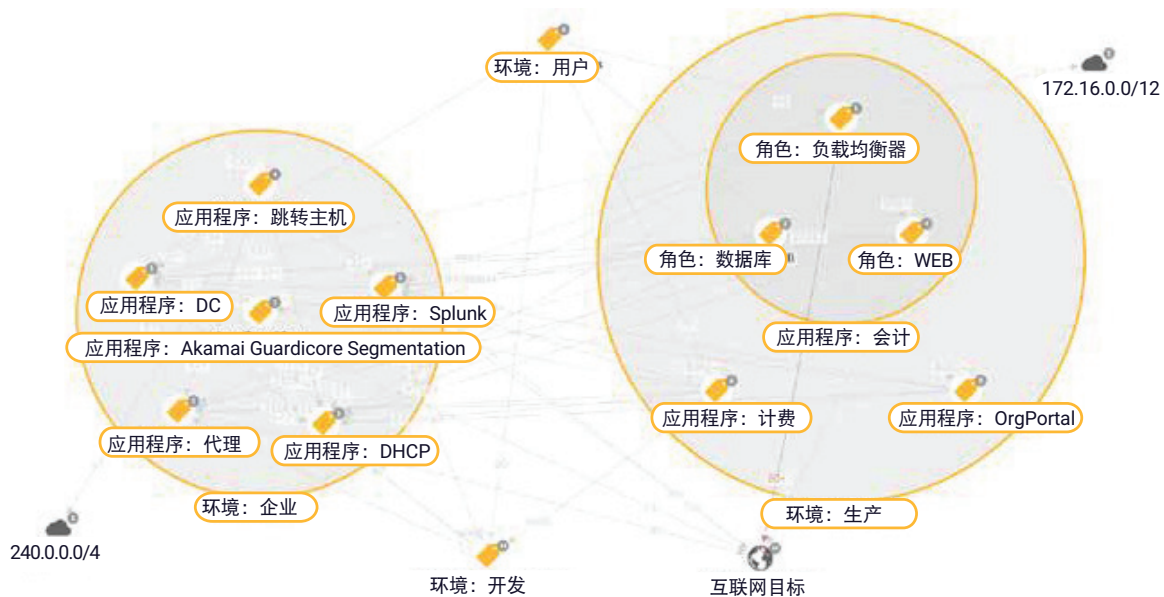 环境：用户
172.16.0.0/12
角色：负载均衡器
应用程序：跳转主机
角色：数据库
角色：WEB
应用程序：DC
应用程序：Splunk
应用程序：会计
应用程序：Akamai Guardicore Segmentation
应用程序：计费
应用程序：OrgPortal
应用程序：代理
应用程序：DHCP
环境：企业
环境：生产
240.0.0.0/4
环境：开发
互联网目标